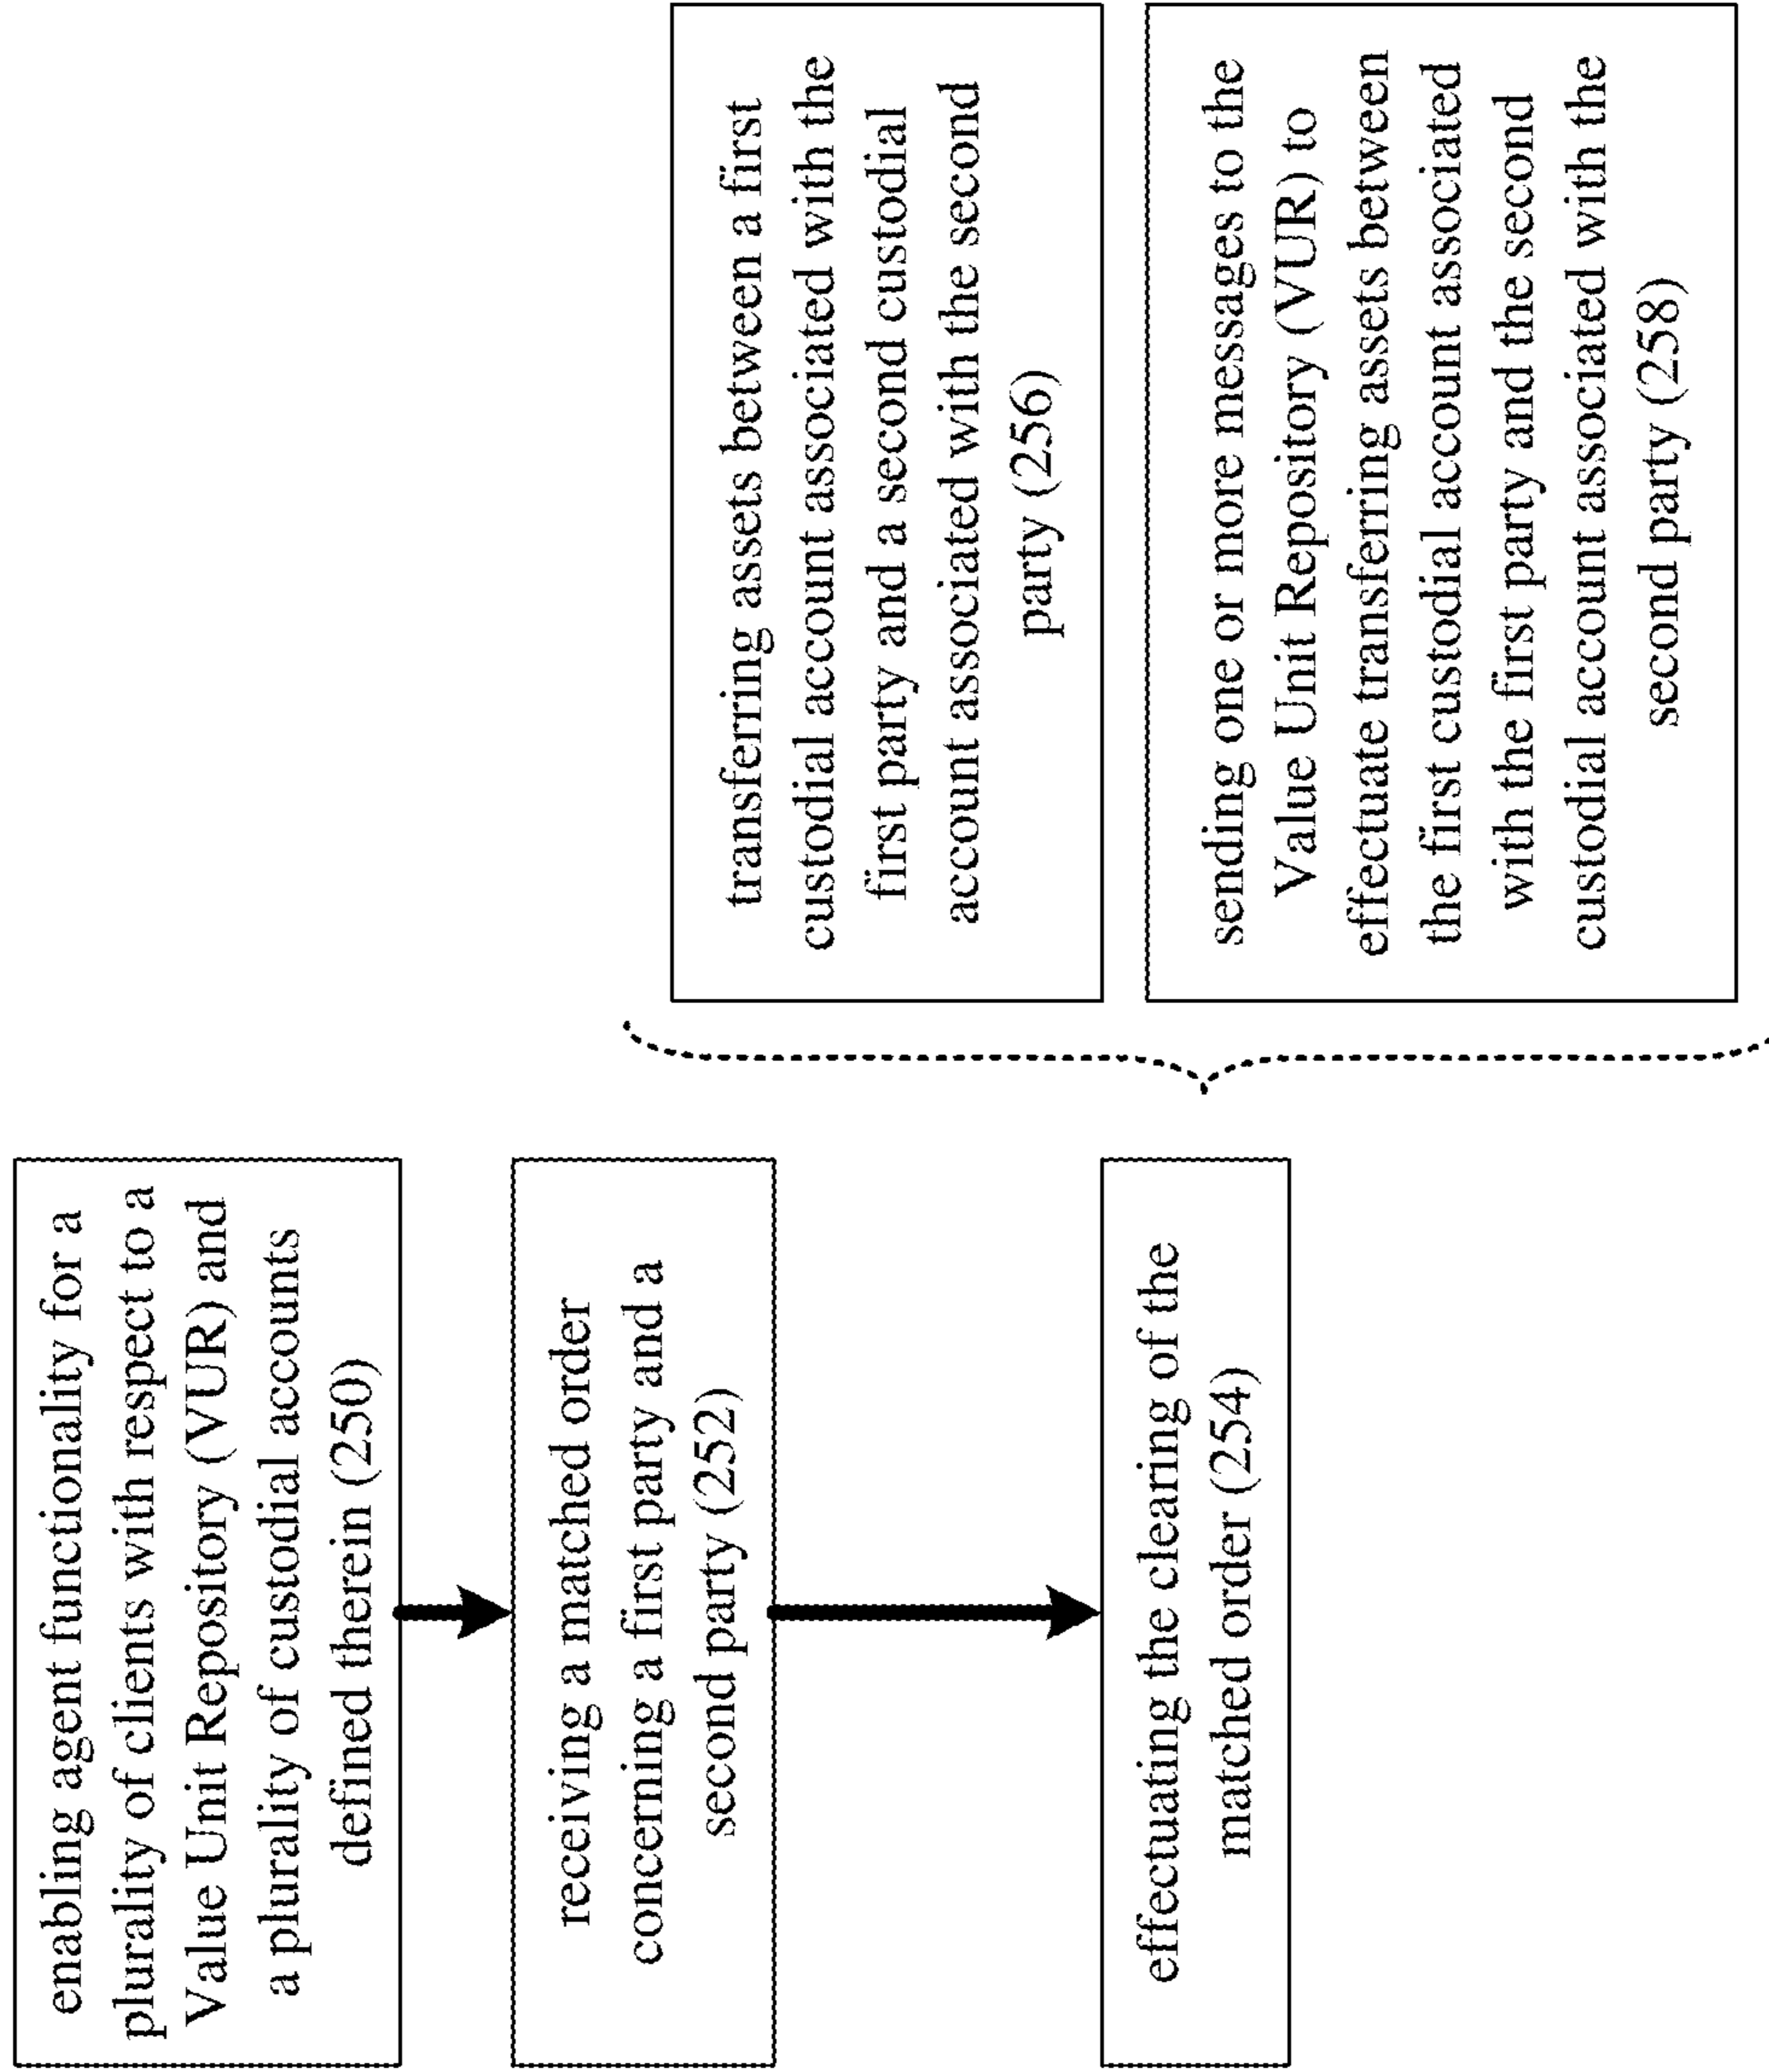 enabling agent functionality for a
plurality of clients with respect to a
Value Unit Repository (VUR) and
a plurality of custodial accounts
defined therein (250)
receiving a matched order
concerning a first party and a
second party (252)
effectuating the clearing of the
matched order (254)
transferring assets between a first
custodial account associated with the
first party and a second custodial
account associated with the second
party (256)
sending one or more messages to the
Value Unit Repository (VUR) to
effectuate transferring assets between
the first custodial account associated
with the first party and the second
custodial account associated with the
second party (258)